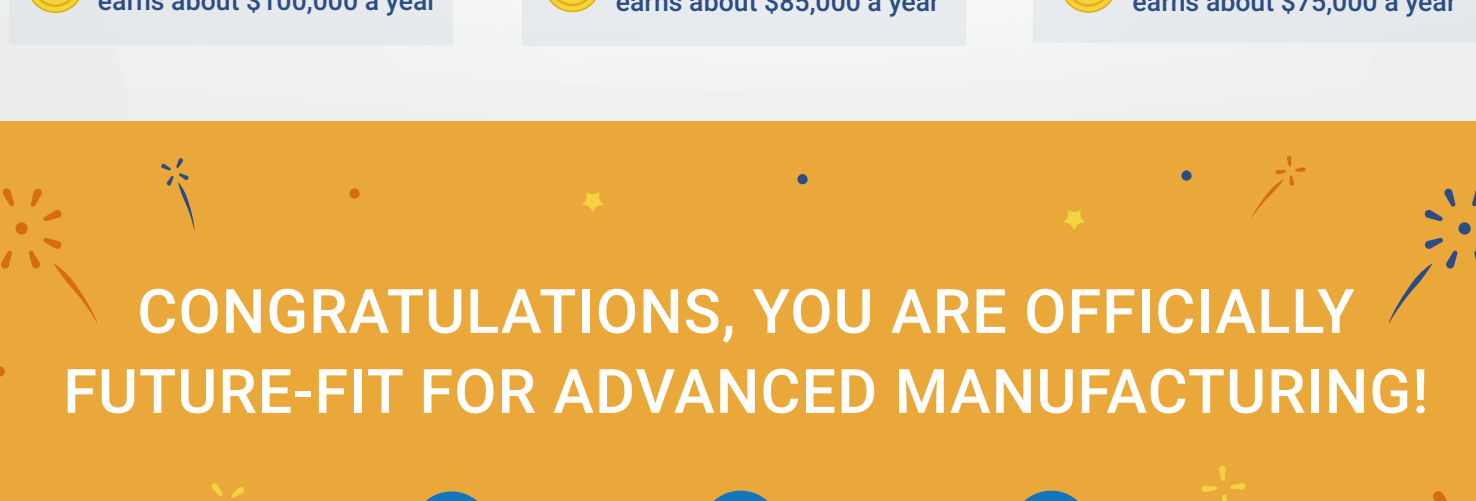 earns about $100,000 a year
earns about $85,000 a year
earns about $75,000 a year
CONGRATULATIONS, YOU ARE OFFICIALLY
FUTURE-FIT FOR ADVANCED MANUFACTURING!